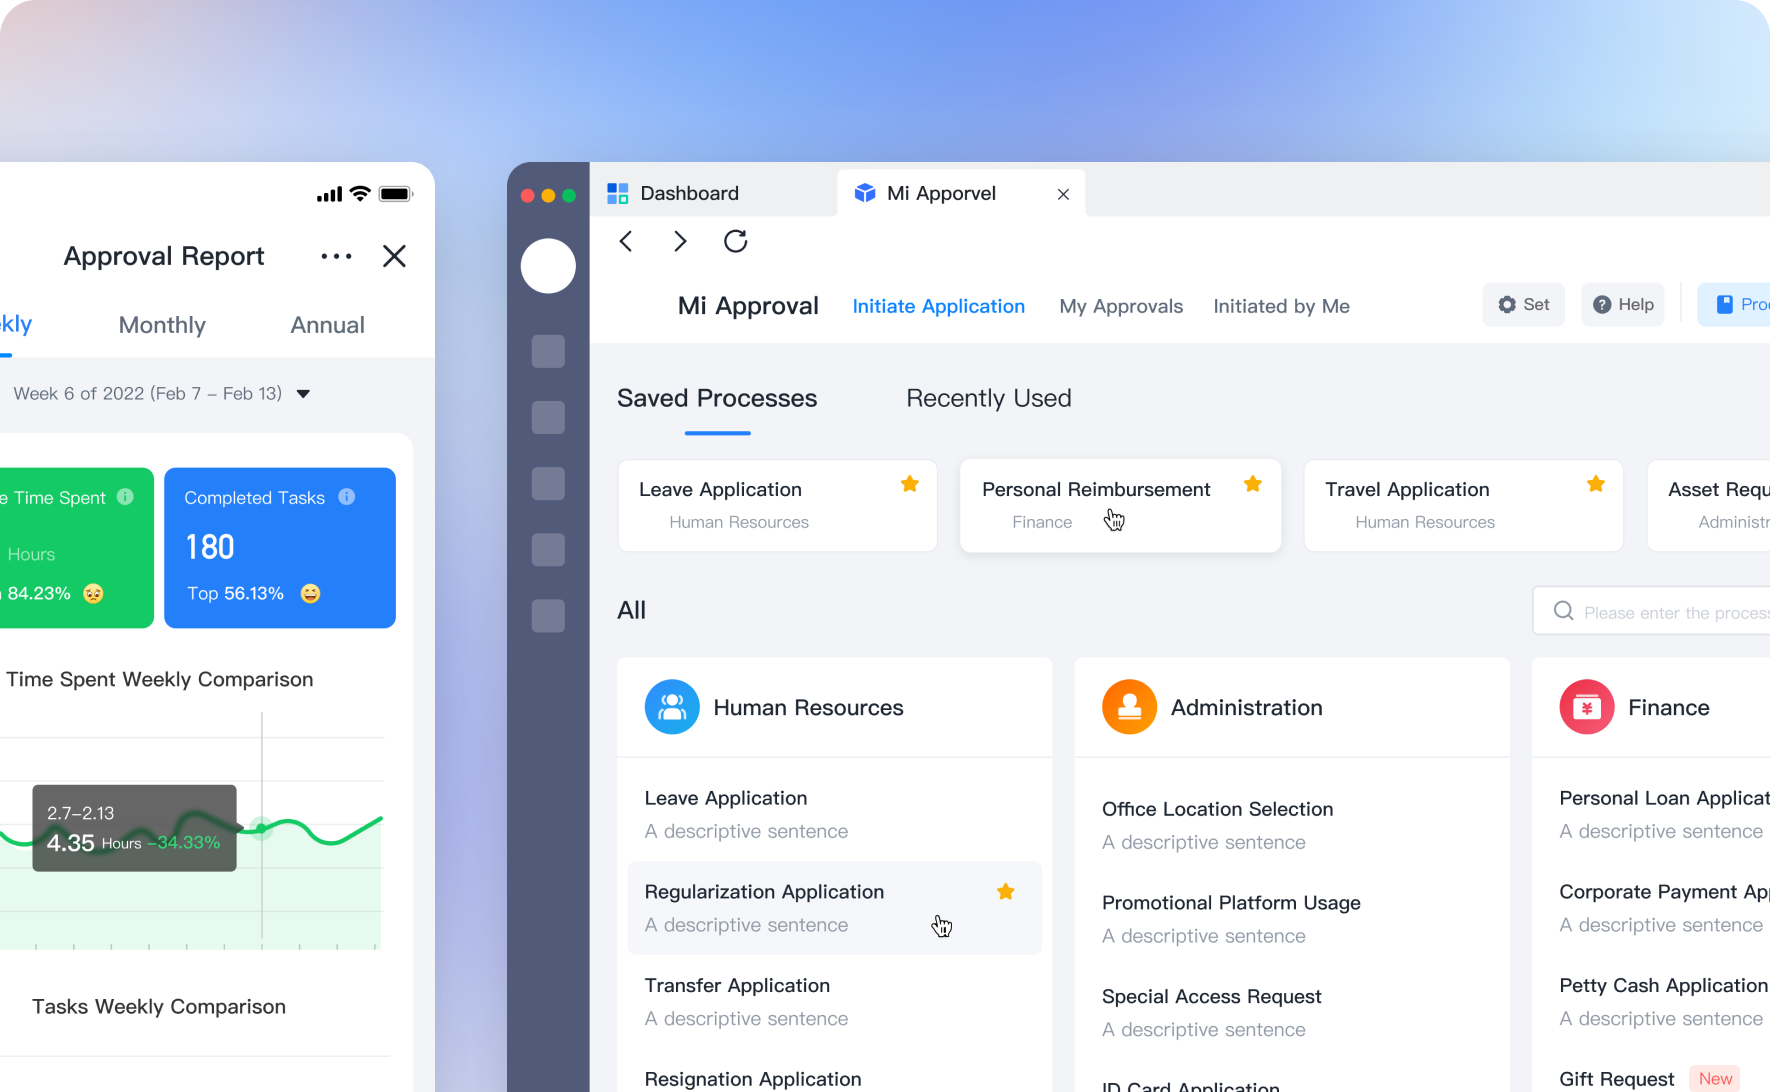 Approval Report
Monthly
Annual
Week 6 of 2022 (Feb 7 – Feb 13)
Time Spent
Hours
84.23%
Completed Tasks
180
Top 56.13%
Time Spent Weekly Comparison
2.7–2.13
4.35 Hours –34.33%
Tasks Weekly Comparison
Dashboard
Mi Apporvel
Mi Approval
Initiate Application
My Approvals
Initiated by Me
Set
Help
Saved Processes
Recently Used
Leave Application
Human Resources
Personal Reimbursement
Finance
Travel Application
Human Resources
Asset
All
Please enter the process
Human Resources
Leave Application
A descriptive sentence
Regularization Application
A descriptive sentence
Transfer Application
A descriptive sentence
Resignation Application
Administration
Office Location Selection
A descriptive sentence
Promotional Platform Usage
A descriptive sentence
Special Access Request
A descriptive sentence
ID Card Application
Finance
Personal Loan
A descriptive sentence
Corporate Payment
A descriptive sentence
Petty Cash Application
A descriptive sentence
Gift Request New